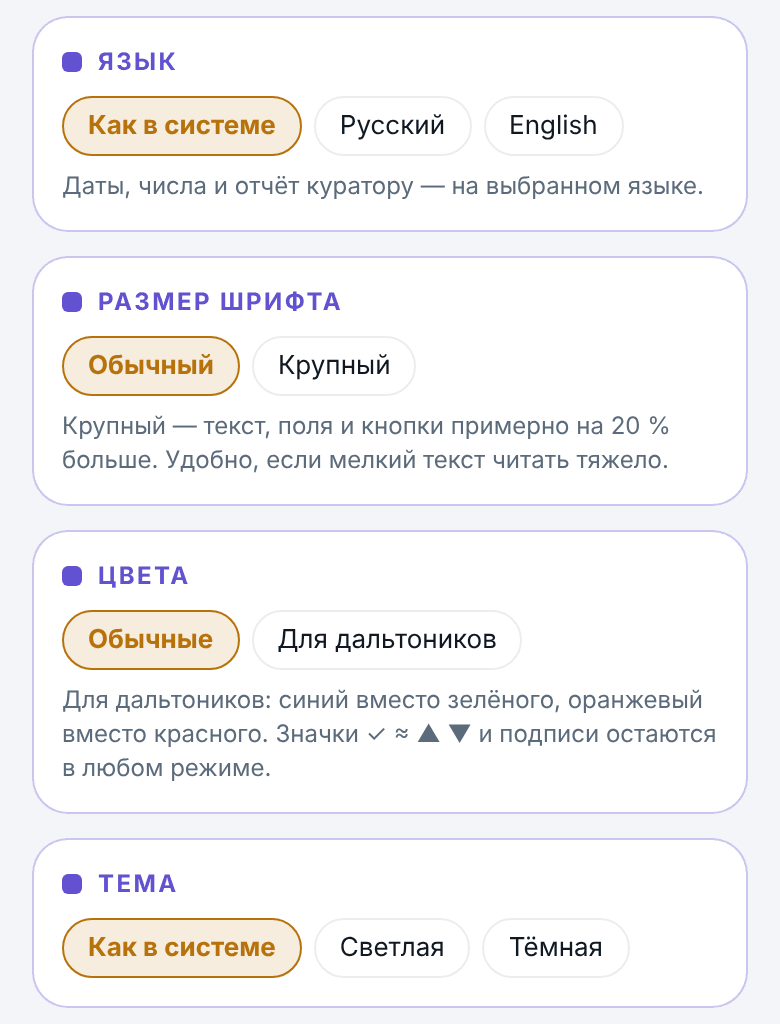 ЯЗЫК
Как в системе Русский English
Даты, числа и отчёт куратору — на выбранном языке.
РАЗМЕР ШРИФТА
Обычный Крупный
Крупный — текст, поля и кнопки примерно на 20 %
больше. Удобно, если мелкий текст читать тяжело.
ЦВЕТА
Обычные Для дальтоников
Для дальтоников: синий вместо зелёного, оранжевый
вместо красного. Значки ✓ ≈ ▲ ▼ и подписи остаются
в любом режиме.
ТЕМА
Как в системе Светлая Тёмная